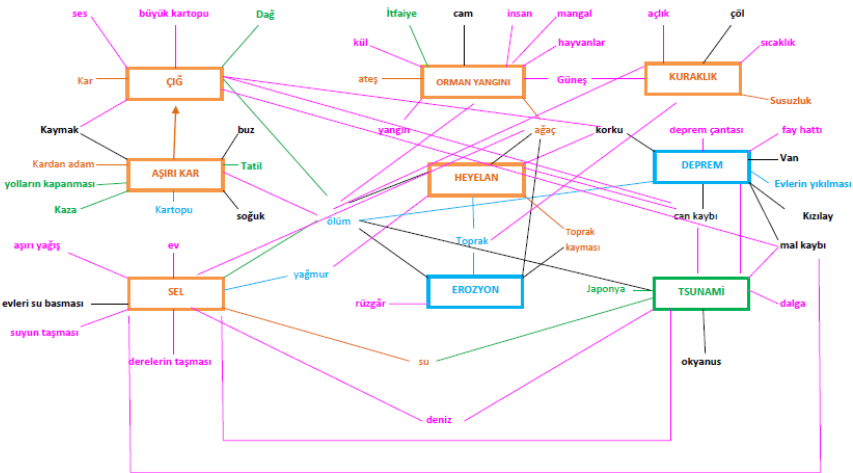 ses
büyük kartopu
Dağ
İtfaiye
cam
insan
mangal
açlık
çöl
kül
hayvanlar
sıcaklık
Kar
ÇIĞ
ateş
ORMAN YANGINI
Güneş
KURAKLIK
Susuzluk
Kaymak
buz
yangın
ağaç
korku
deprem çantası
fay hattı
Kardan adam
AŞIRI KAR
Tatil
HEYELAN
DEPREM
Van
yolların kapanması
Evlerin yıkılması
Kaza
Kartopu
soğuk
ölüm
can kaybı
Kızılay
aşırı yağış
ev
Toprak
Toprak
kayması
mal kaybı
yağmur
SEL
EROZYON
Japonya
TSUNAMİ
evleri su basması
rüzgâr
dalga
suyun taşması
derelerin taşması
su
okyanus
deniz